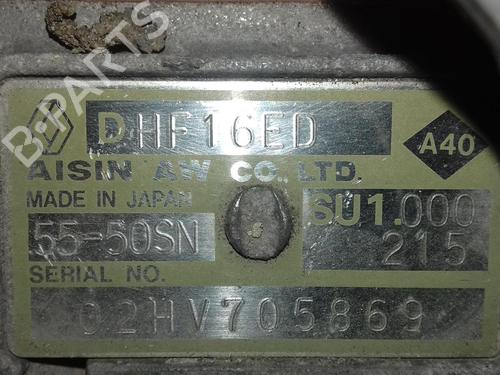 B-PARTS
DHF16ED
A40
AISIN AW CO., LTD.
MADE IN JAPAN
SU1.000
55-50SN
215
SERIAL NO.
02HV705869